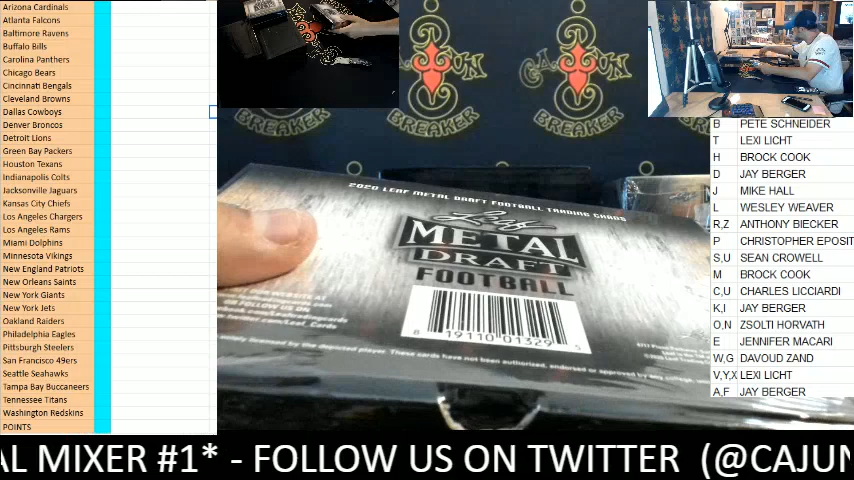 Arizona Cardinals
Atlanta Falcons
Baltimore Ravens
Buffalo Bills
Carolina Panthers
Chicago Bears
Cincinnati Bengals
Cleveland Browns
Dallas Cowboys
Denver Broncos
Detroit Lions
Green Bay Packers
Houston Texans
Indianapolis Colts
Jacksonville Jaguars
Kansas City Chiefs
Los Angeles Chargers
Los Angeles Rams
Miami Dolphins
Minnesota Vikings
New England Patriots
New Orleans Saints
New York Giants
New York Jets
Oakland Raiders
Philadelphia Eagles
Pittsburgh Steelers
San Francisco 49ers
Seattle Seahawks
Tampa Bay Buccaneers
Tennessee Titans
Washington Redskins
POINTS
CAJUN
BREAKER
BREAKER
BREAKER
2020 LEAF METAL DRAFT FOOTBALL TRADING CARDS
Leaf
METAL
DRAFT
FOOTBALL
8 19110 01329 5
B PETE SCHNEIDER
T LEXI LICHT
H BROCK COOK
D JAY BERGER
J MIKE HALL
L WESLEY WEAVER
R,Z ANTHONY BIECKER
P CHRISTOPHER EPOSIT
S,U SEAN CROWELL
M BROCK COOK
C,U CHARLES LICCIARDI
K,I JAY BERGER
O,N ZSOLTI HORVATH
E JENNIFER MACARI
W,G DAVOUD ZAND
V,Y,X LEXI LICHT
A,F JAY BERGER
AL MIXER #1* - FOLLOW US ON TWITTER (@CAJUN